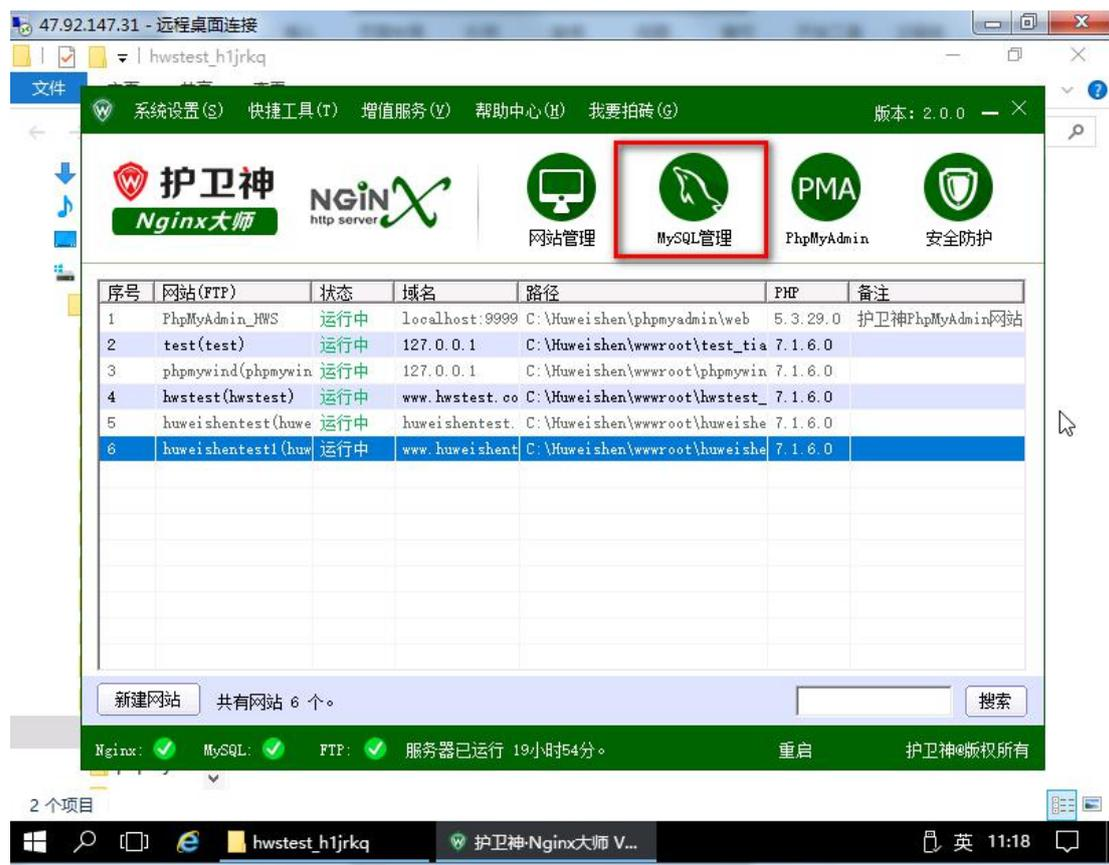 47.92.147.31 - 远程桌面连接
hwstest_h1jrkq
文件
系统设置(S) 快捷工具(T) 增值服务(V) 帮助中心(H) 我要拍砖(G) 版本: 2.0.0
护卫神
Nginx大师
NGiNX
http server
PMA
网站管理 MySQL管理 PhpMyAdmin 安全防护
序号 网站(FTP) 状态 域名 路径 PHP 备注
1 PhpMyAdmin_HWS 运行中 localhost:9999 C:\Huweishen\phpmyadmin\web 5.3.29.0 护卫神PhpMyAdmin网站
2 test(test) 运行中 127.0.0.1 C:\Huweishen\wwwroot\test_tia 7.1.6.0
3 phpmywind(phpmywin 运行中 127.0.0.1 C:\Huweishen\wwwroot\phpmywin 7.1.6.0
4 hwstest(hwstest) 运行中 www.hwstest.co C:\Huweishen\wwwroot\hwstest_ 7.1.6.0
5 huweishentest(huwe 运行中 huweishentest. C:\Huweishen\wwwroot\huweishe 7.1.6.0
6 huweishentest1(huw 运行中 www.huweishent C:\Huweishen\wwwroot\huweishe 7.1.6.0
新建网站 共有网站 6 个。 搜索
Nginx: MySQL: FTP: 服务器已运行 19小时54分。 重启 护卫神®版权所有
2 个项目
hwstest_h1jrkq 护卫神·Nginx大师 V... 英 11:18